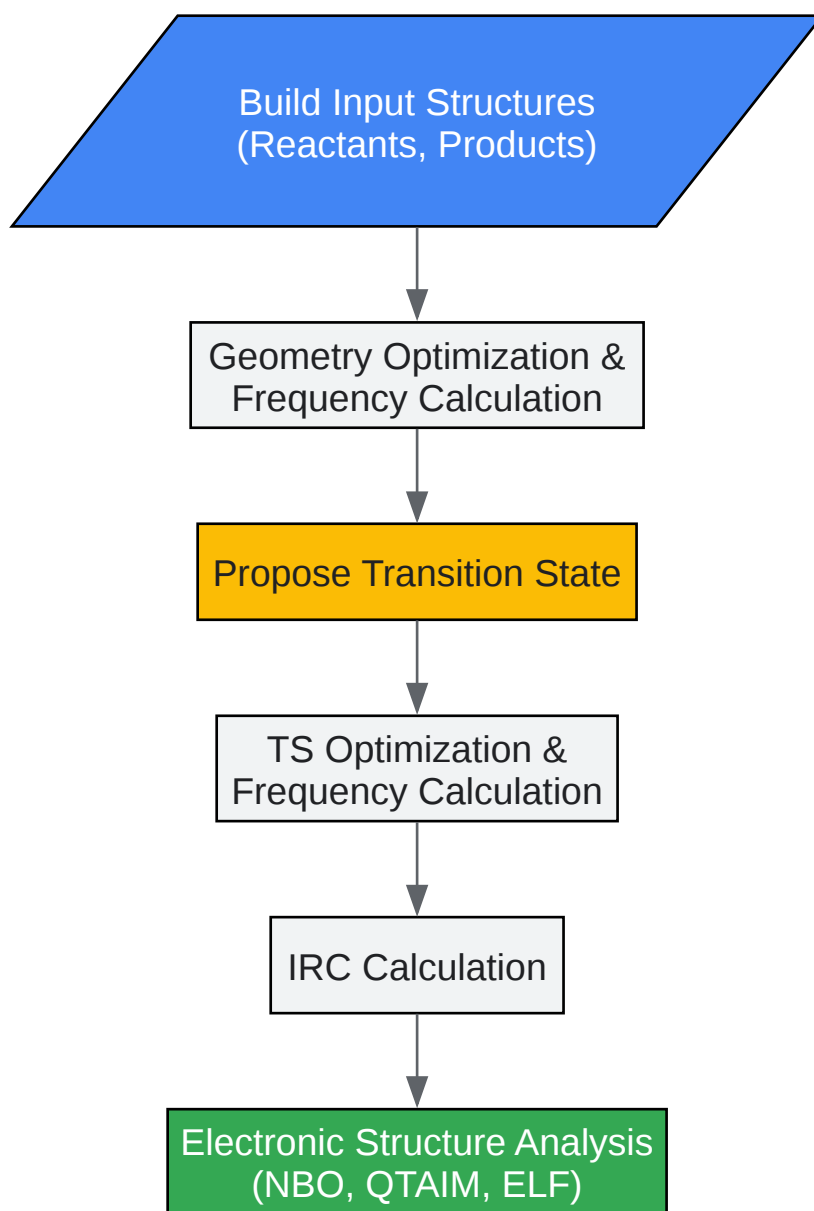 Build Input Structures
(Reactants, Products)
Geometry Optimization &
Frequency Calculation
Propose Transition State
TS Optimization &
Frequency Calculation
IRC Calculation
Electronic Structure Analysis
(NBO, QTAIM, ELF)